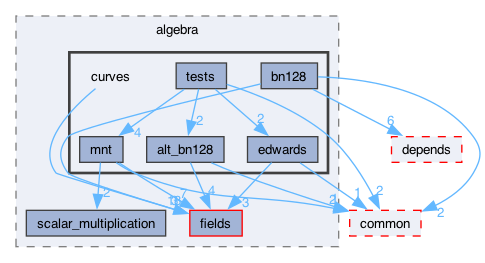 algebra
curves
tests
bn128
4
2
2
6
mnt
alt_bn128
edwards
depends
2
7
4
3
1
2
2
scalar_multiplication
fields
common